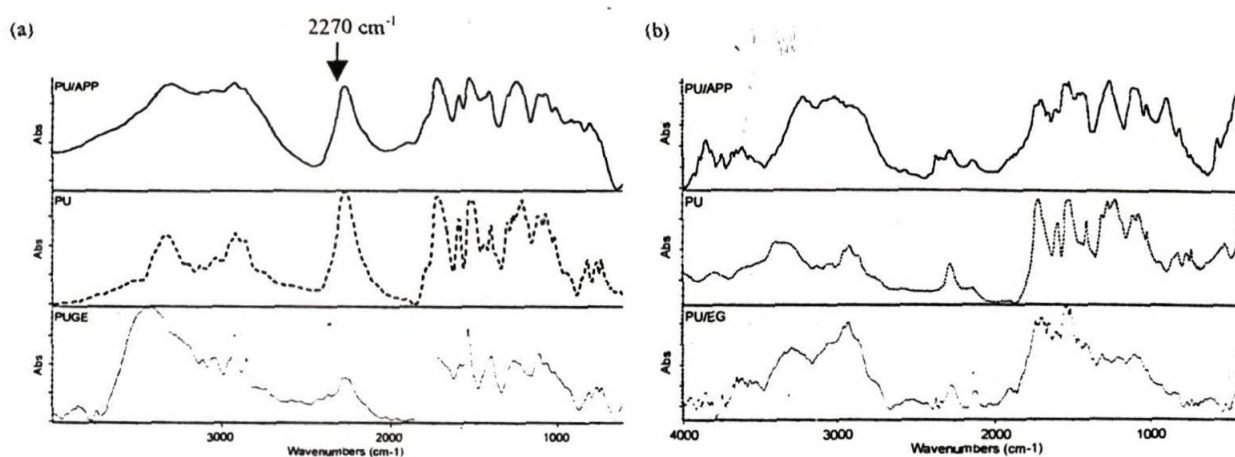 (a)
2270 cm-1
PU/APP
Abs
PU
Abs
PUGE
Abs
3000
2000
1000
Wavenumbers (cm-1)
(b)
PU/APP
Abs
PU
Abs
PU/EG
Abs
4000
3000
2000
1000
Wavenumbers (cm-1)